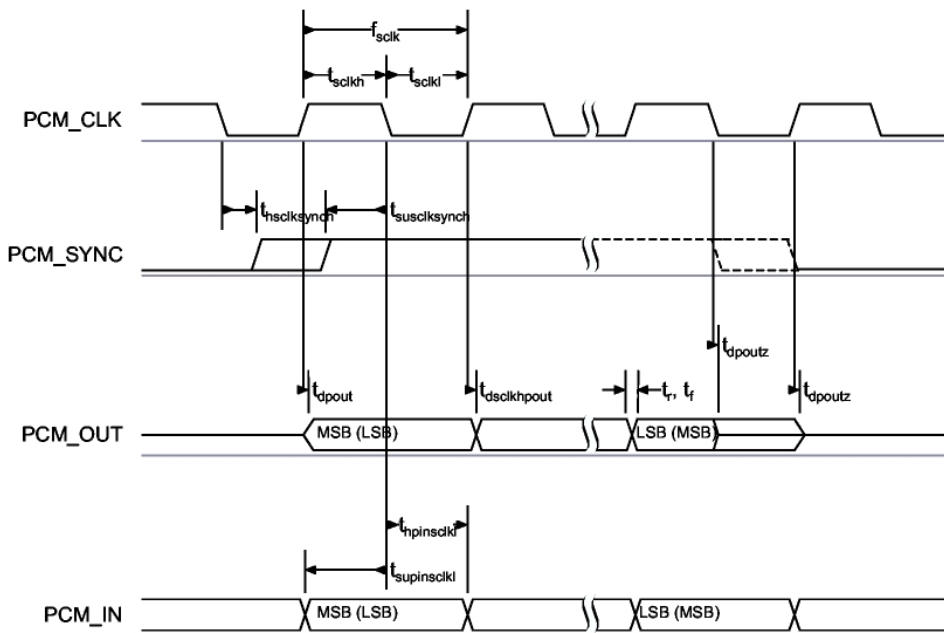 fsclk
tsclkh tsclkl
PCM_CLK
thsclksynch tsusclksynch
PCM_SYNC
tdpoutz
tdpout tdsclkhpout tr, tf tdpoutz
PCM_OUT MSB (LSB) LSB (MSB)
thpinsclkl
tsupinsclkl
PCM_IN MSB (LSB) LSB (MSB)